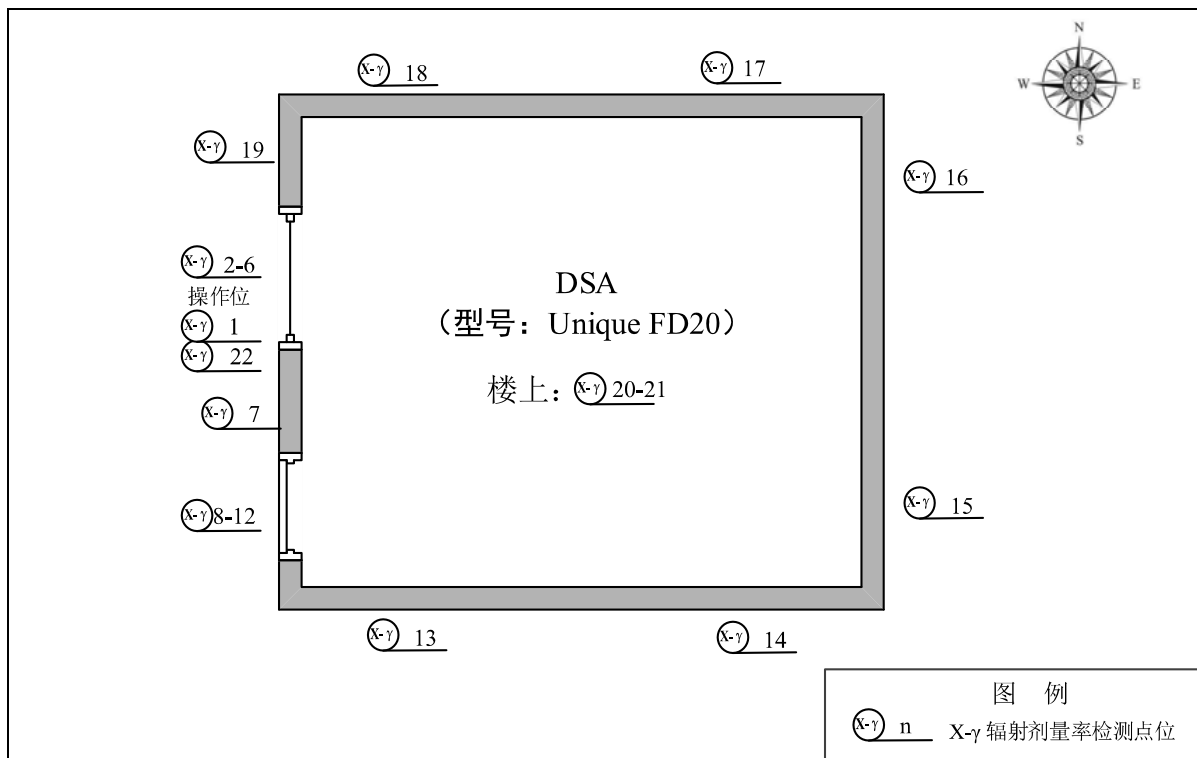 X-γ 18
X-γ 17
N
W E
S
X-γ 19
X-γ 16
X-γ 2-6
操作位
X-γ 1
X-γ 22
DSA
（型号：Unique FD20）
楼上：X-γ 20-21
X-γ 7
X-γ 8-12
X-γ 15
X-γ 13
X-γ 14
图 例
X-γ n X-γ 辐射剂量率检测点位